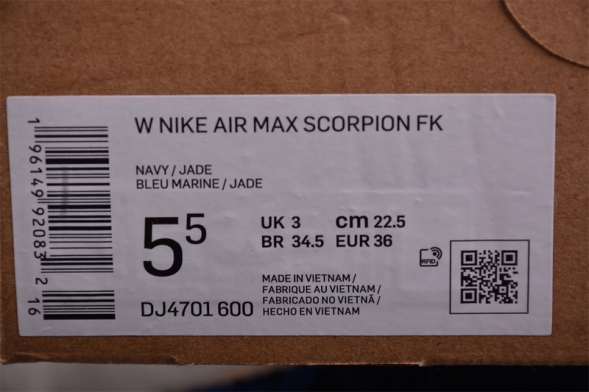 W NIKE AIR MAX SCORPION FK
NAVY / JADE
BLEU MARINE / JADE
5⁵
UK 3 cm 22.5
BR 34.5 EUR 36
RFID
MADE IN VIETNAM /
FABRIQUE AU VIETNAM /
FABRICADO NO VIETNÃ /
HECHO EN VIETNAM
DJ4701 600
1 96149 92083 2 16